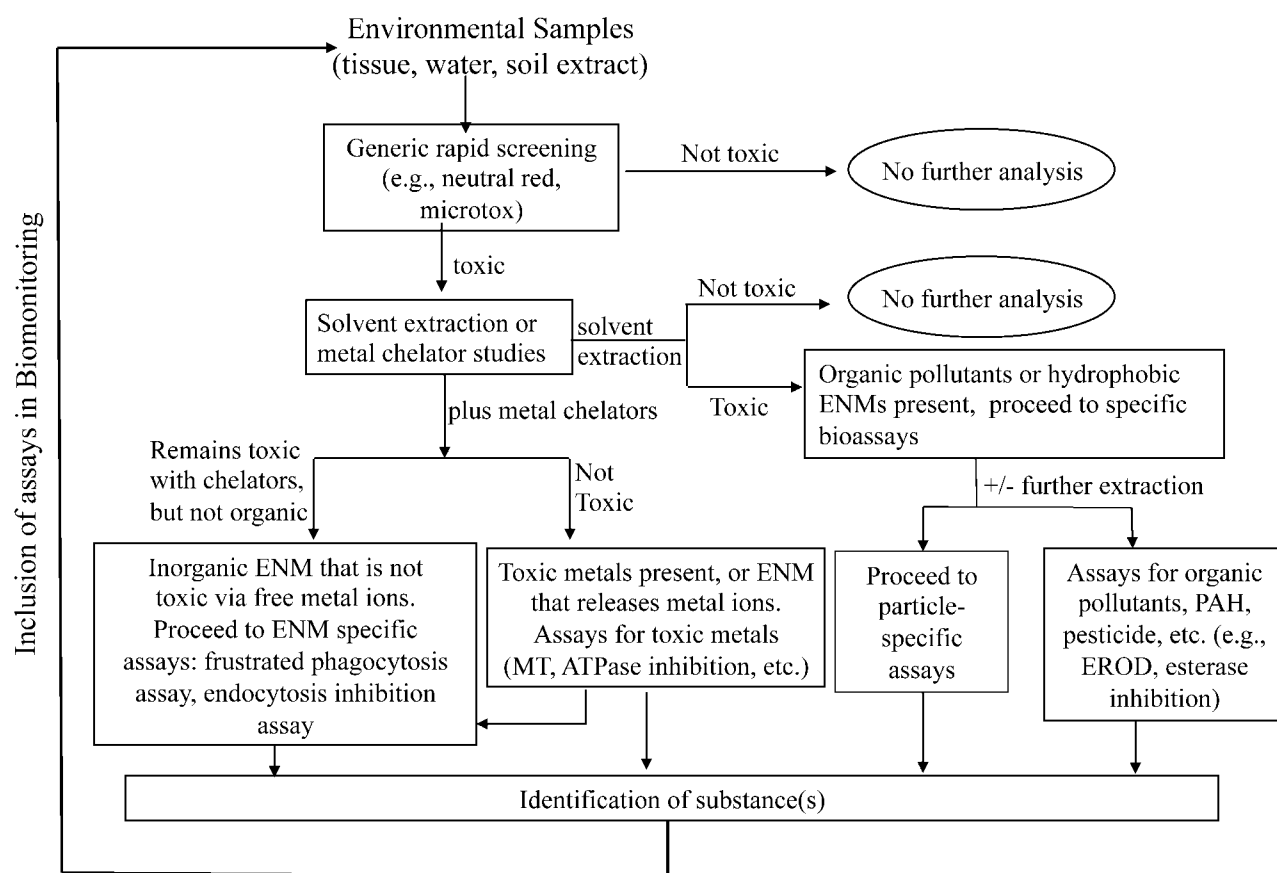 Environmental Samples
(tissue, water, soil extract)
Generic rapid screening
(e.g., neutral red,
microtox)
Not toxic
No further analysis
toxic
Solvent extraction or
metal chelator studies
solvent
extraction
Not toxic
No further analysis
Toxic
Organic pollutants or hydrophobic
ENMs present, proceed to specific
bioassays
plus metal chelators
Remains toxic
with chelators,
but not organic
Not
Toxic
+/- further extraction
Inorganic ENM that is not
toxic via free metal ions.
Proceed to ENM specific
assays: frustrated phagocytosis
assay, endocytosis inhibition
assay
Toxic metals present, or ENM
that releases metal ions.
Assays for toxic metals
(MT, ATPase inhibition, etc.)
Proceed to
particle-
specific
assays
Assays for organic
pollutants, PAH,
pesticide, etc. (e.g.,
EROD, esterase
inhibition)
Identification of substance(s)
Inclusion of assays in Biomonitoring